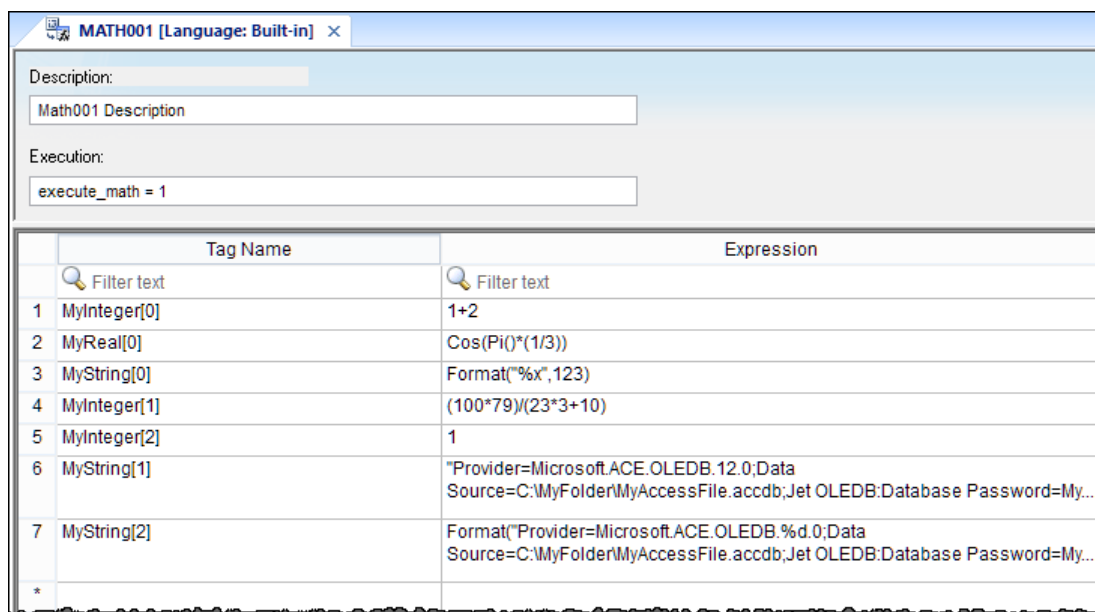 MATH001 [Language: Built-in] ×
Description:
Math001 Description
Execution:
execute_math = 1
Tag Name Expression
Filter text Filter text
1 MyInteger[0] 1+2
2 MyReal[0] Cos(Pi()*(1/3))
3 MyString[0] Format("%x",123)
4 MyInteger[1] (100*79)/(23*3+10)
5 MyInteger[2] 1
6 MyString[1] "Provider=Microsoft.ACE.OLEDB.12.0;Data
Source=C:\MyFolder\MyAccessFile.accdb;Jet OLEDB:Database Password=My...
7 MyString[2] Format("Provider=Microsoft.ACE.OLEDB.%d.0;Data
Source=C:\MyFolder\MyAccessFile.accdb;Jet OLEDB:Database Password=My...
*